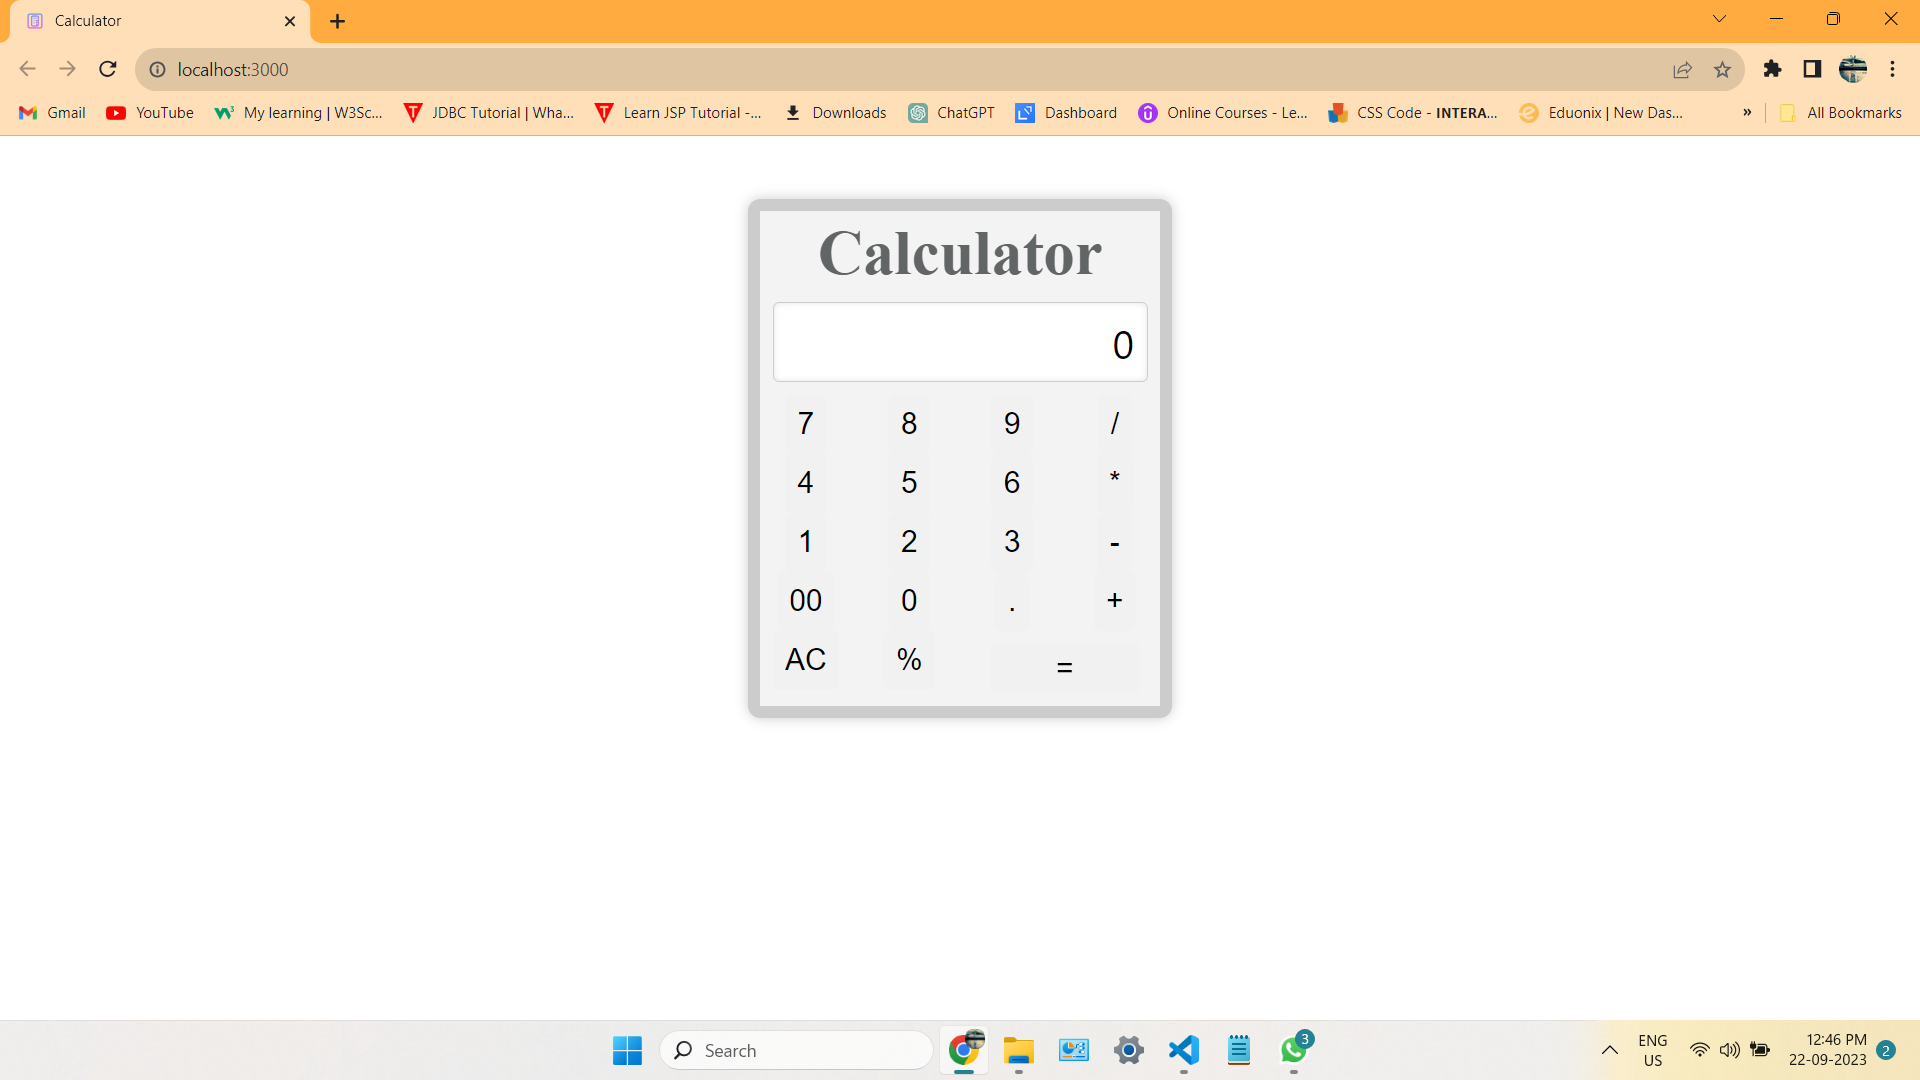 Calculator
localhost:3000
Gmail YouTube My learning | W3Sc... JDBC Tutorial | Wha... Learn JSP Tutorial -... Downloads ChatGPT Dashboard Online Courses - Le... CSS Code - INTERA... Eduonix | New Das... » All Bookmarks
Calculator
0
7 8 9 /
4 5 6 *
1 2 3 -
00 0 . +
AC % =
Search
3
ENG
US
12:46 PM
22-09-2023
2